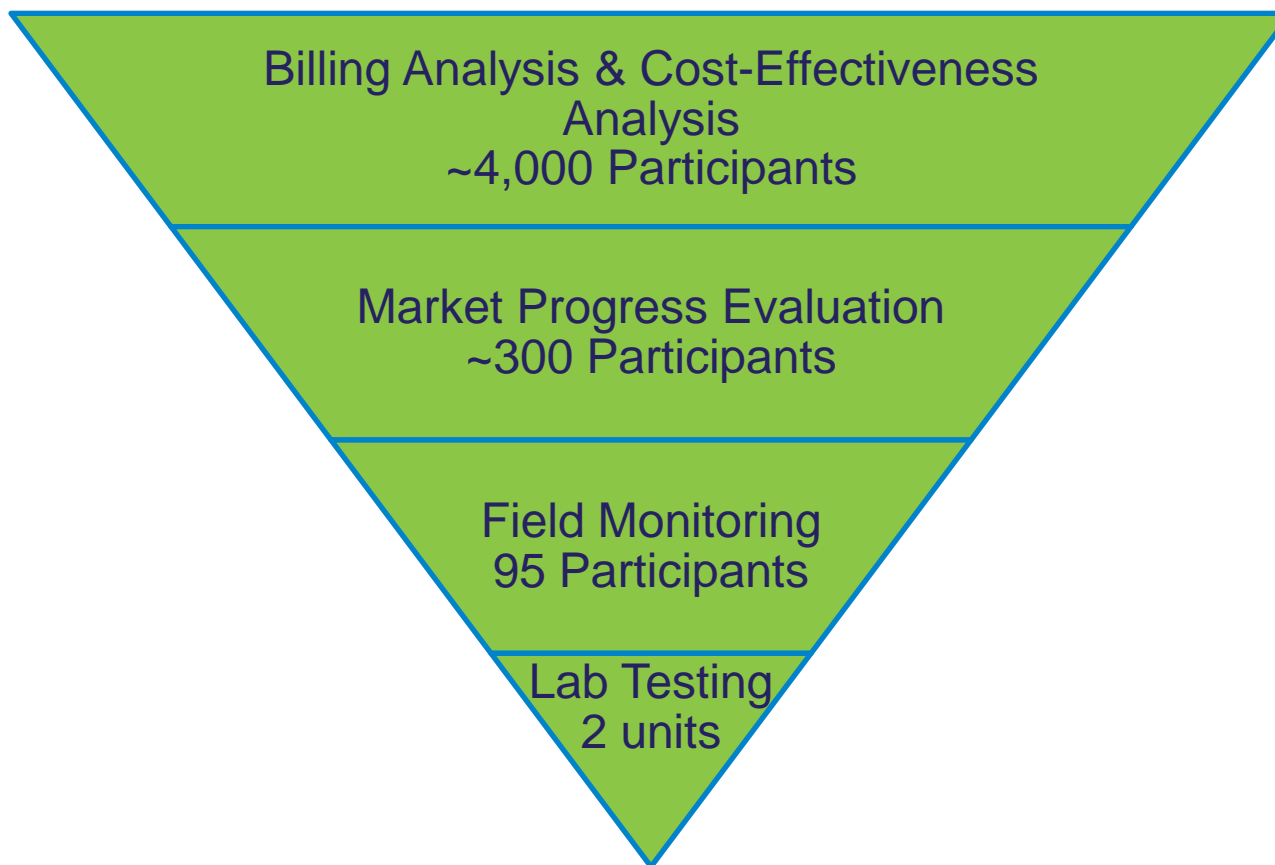 Billing Analysis & Cost-Effectiveness
Analysis
~4,000 Participants
Market Progress Evaluation
~300 Participants
Field Monitoring
95 Participants
Lab Testing
2 units